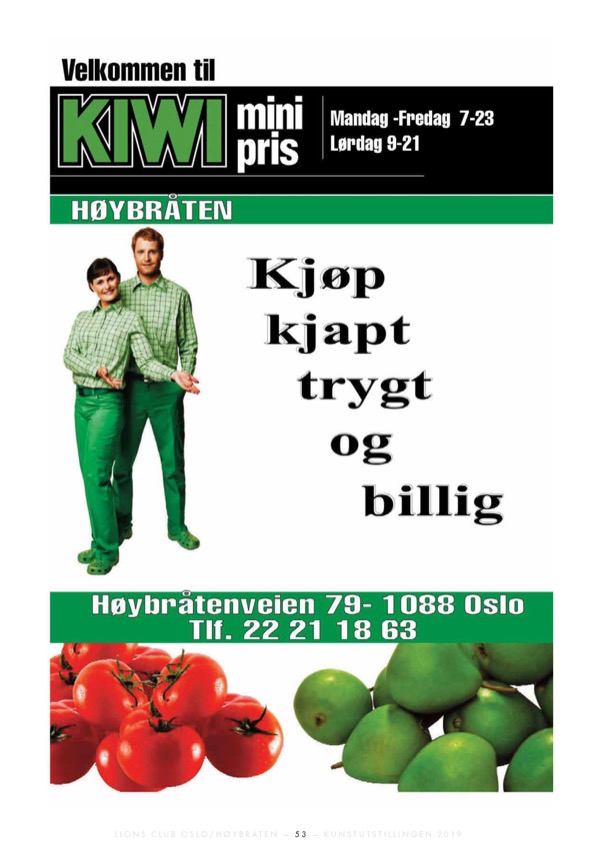 Velkommen til
KIWI mini pris
Mandag -Fredag 7-23
Lørdag 9-21
HØYBRÅTEN
Kjøp
kjapt
trygt
og
billig
Høybråtenveien 79- 1088 Oslo
Tlf. 22 21 18 63
LIONS CLUB OSLO/HØYBRÅTEN — 53 — KUNSTUTSTILLINGEN 2019